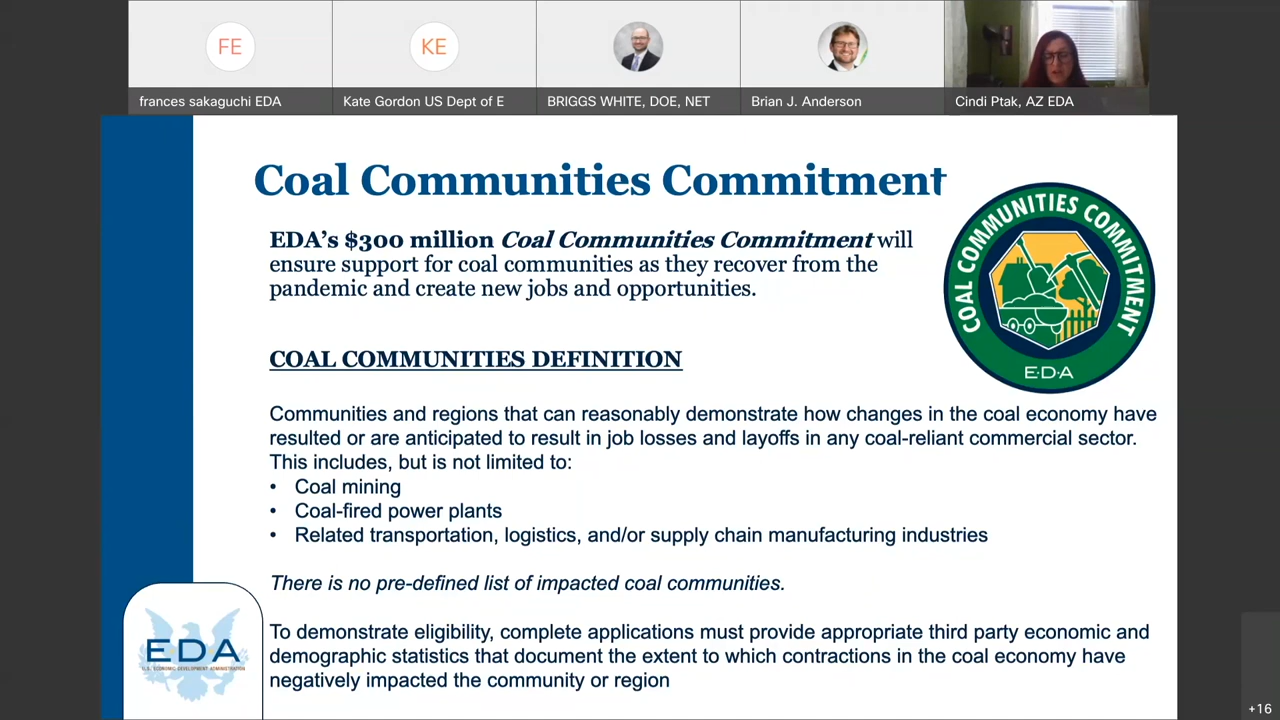 FE
KE
frances sakaguchi EDA
Kate Gordon US Dept of E
BRIGGS WHITE, DOE, NET
Brian J. Anderson
Cindi Ptak, AZ EDA
Coal Communities Commitment
COAL COMMUNITIES COMMITMENT
E·D·A
EDA's $300 million Coal Communities Commitment will
ensure support for coal communities as they recover from the
pandemic and create new jobs and opportunities.
COAL COMMUNITIES DEFINITION
Communities and regions that can reasonably demonstrate how changes in the coal economy have
resulted or are anticipated to result in job losses and layoffs in any coal-reliant commercial sector.
This includes, but is not limited to:
• Coal mining
• Coal-fired power plants
• Related transportation, logistics, and/or supply chain manufacturing industries
There is no pre-defined list of impacted coal communities.
To demonstrate eligibility, complete applications must provide appropriate third party economic and
demographic statistics that document the extent to which contractions in the coal economy have
negatively impacted the community or region
EDA
U.S. ECONOMIC DEVELOPMENT ADMINISTRATION
+16